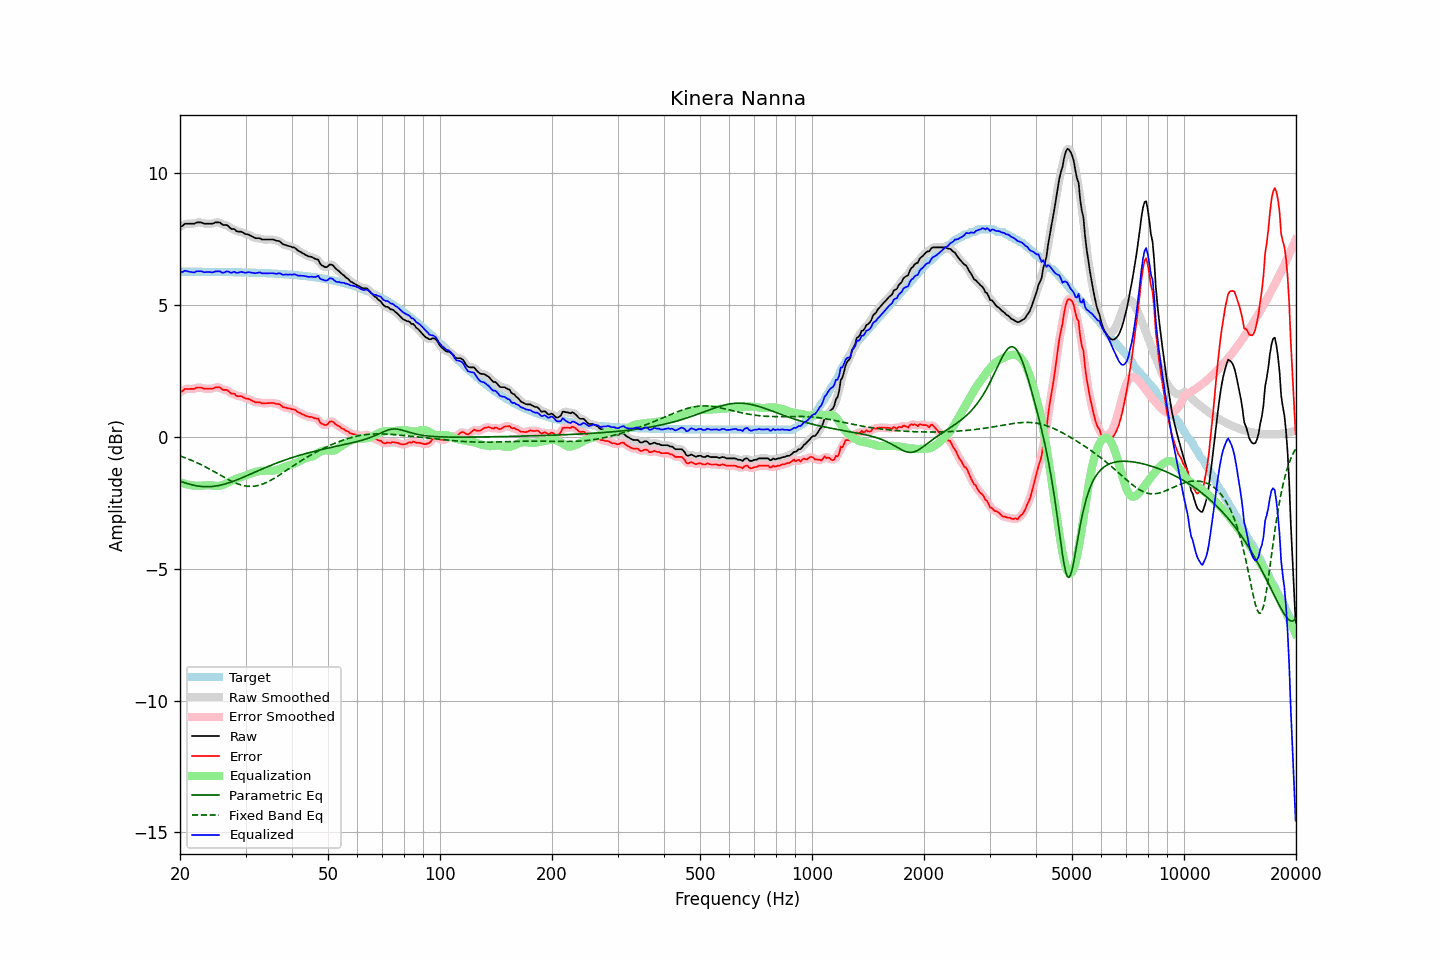 Kinera Nanna
Amplitude (dBr)
10
5
0
−5
−10
−15
Target
Raw Smoothed
Error Smoothed
Raw
Error
Equalization
Parametric Eq
Fixed Band Eq
Equalized
20
50
100
200
500
1000
2000
5000
10000
20000
Frequency (Hz)